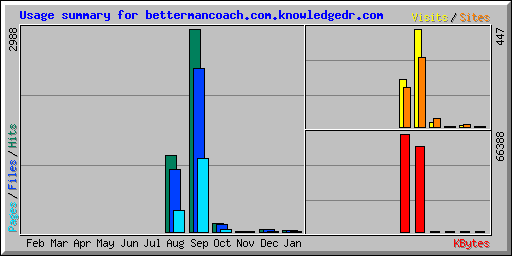 Usage summary for bettermancoach.com.knowledgedr.com
Visits / Sites
2988
447
66388
Pages / Files / Hits
Feb Mar Apr May Jun Jul Aug Sep Oct Nov Dec Jan
KBytes